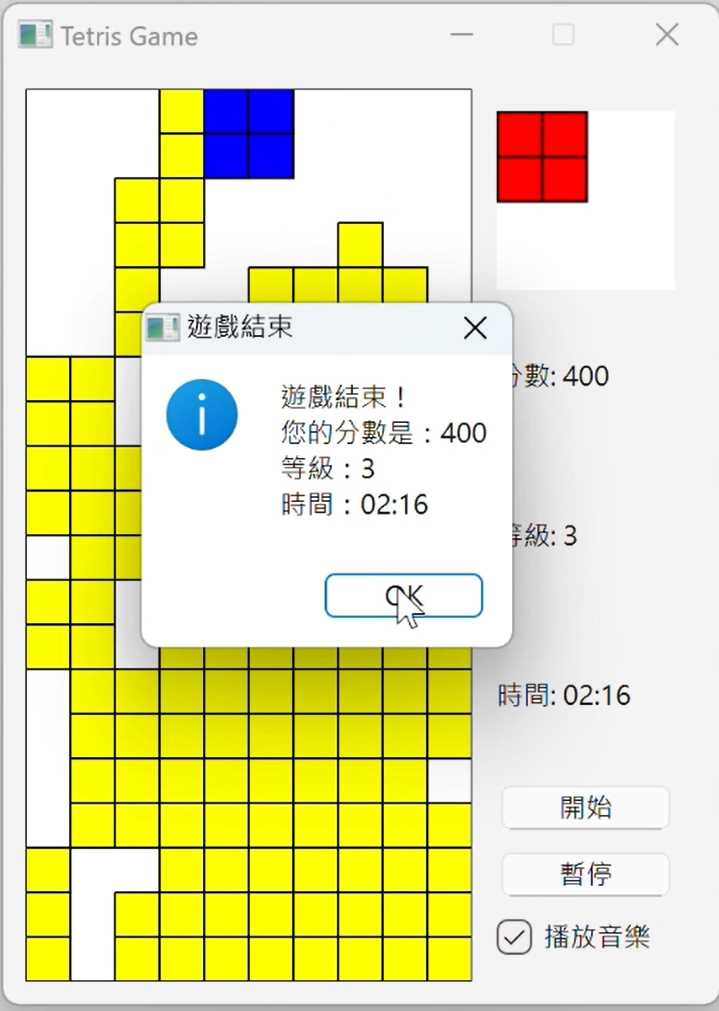 Tetris Game
遊戲結束
遊戲結束！
您的分數是：400
等級：3
時間：02:16
OK
分數: 400
等級: 3
時間: 02:16
開始
暫停
播放音樂